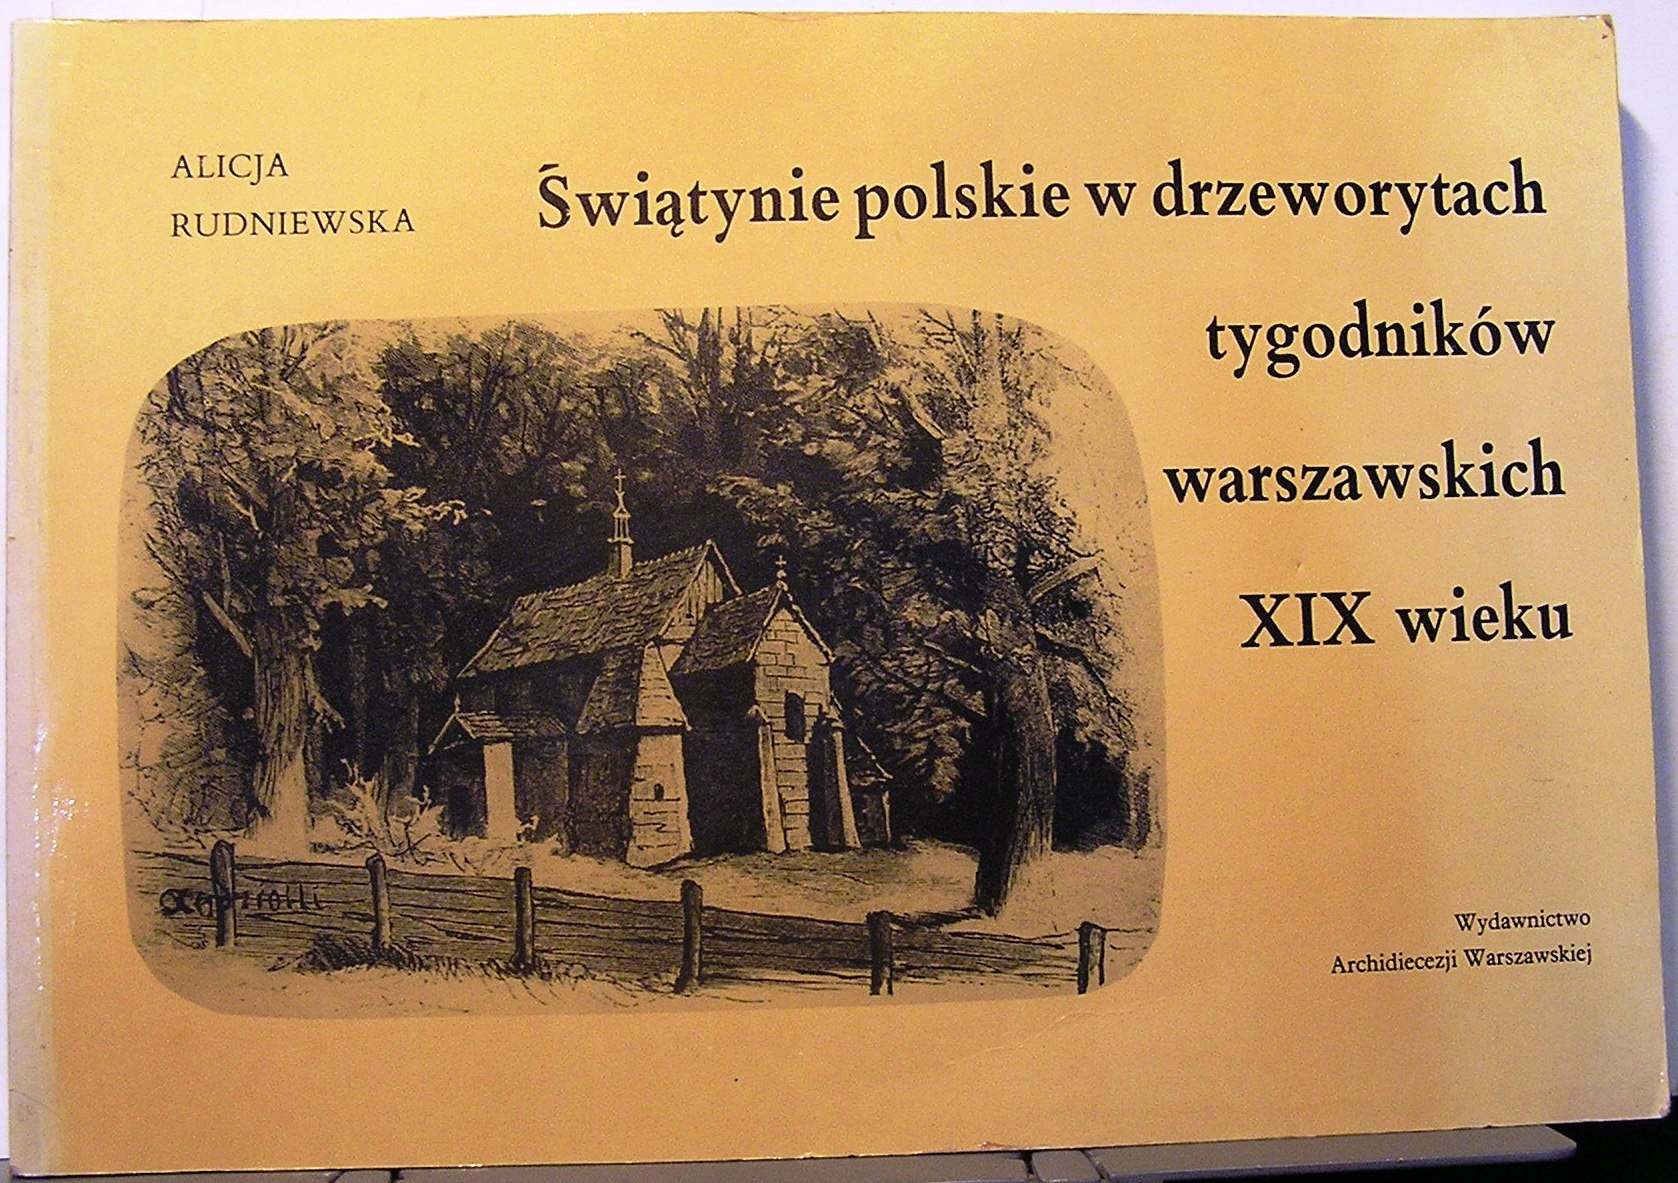 ALICJA
RUDNIEWSKA
Świątynie polskie w drzeworytach
tygodników
warszawskich
XIX wieku
Wydawnictwo
Archidiecezji Warszawskiej